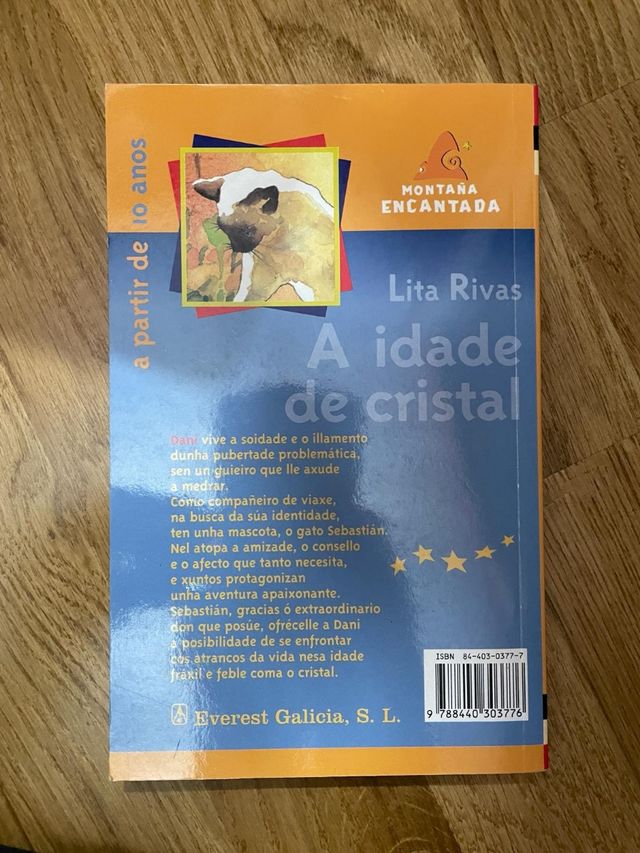 a partir de 10 anos
MONTAÑA
ENCANTADA
Lita Rivas
A idade
de cristal
Dani vive a soidade e o illamento
dunha pubertade problemática,
sen un guieiro que lle axude
a medrar.
Como compañeiro de viaxe,
na busca da súa identidade,
ten unha mascota, o gato Sebastián.
Nel atopa a amizade, o consello
e o afecto que tanto necesita,
e xuntos protagonizan
unha aventura apaixonante.
Sebastián, gracias ó extraordinario
don que posúe, ofrécelle a Dani
a posibilidade de se enfrontar
cós atrancos da vida nesa idade
fráxil e feble coma o cristal.
Everest Galicia, S. L.
ISBN 84-403-0377-7
9 788440 303776